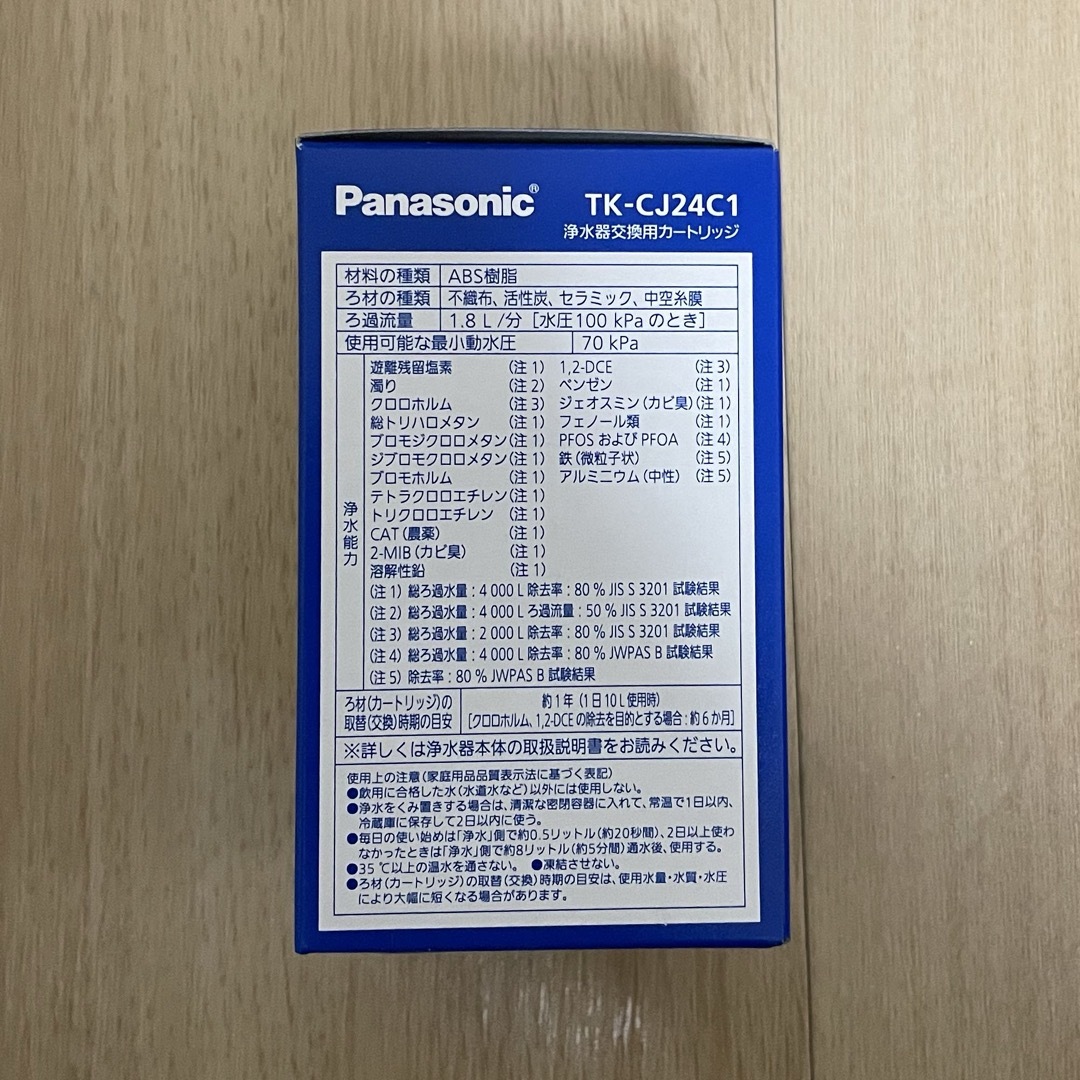 Panasonic® TK-CJ24C1
浄水器交換用カートリッジ
材料の種類 ABS樹脂
ろ材の種類 不織布、活性炭、セラミック、中空糸膜
ろ過流量 1.8 L /分 [水圧100 kPa のとき]
使用可能な最小動水圧 70 kPa
浄水能力
遊離残留塩素 (注 1) 1,2-DCE (注 3)
濁り (注 2) ベンゼン (注 1)
クロロホルム (注 3) ジェオスミン(カビ臭) (注 1)
総トリハロメタン (注 1) フェノール類 (注 1)
ブロモジクロロメタン (注 1) PFOS および PFOA (注 4)
ジブロモクロロメタン (注 1) 鉄(微粒子状) (注 5)
ブロモホルム (注 1) アルミニウム(中性) (注 5)
テトラクロロエチレン (注 1)
トリクロロエチレン (注 1)
CAT(農薬) (注 1)
2-MIB(カビ臭) (注 1)
溶解性鉛 (注 1)
(注 1) 総ろ過水量:4 000 L 除去率:80 % JIS S 3201 試験結果
(注 2) 総ろ過水量:4 000 L ろ過流量:50 % JIS S 3201 試験結果
(注 3) 総ろ過水量:2 000 L 除去率:80 % JIS S 3201 試験結果
(注 4) 総ろ過水量:4 000 L 除去率:80 % JWPAS B 試験結果
(注 5) 除去率:80 % JWPAS B 試験結果
ろ材(カートリッジ)の取替(交換)時期の目安 約1年(1日10L使用時)
[クロロホルム、1,2-DCE の除去を目的とする場合:約6か月]
※詳しくは浄水器本体の取扱説明書をお読みください。
使用上の注意(家庭用品品質表示法に基づく表記)
●飲用に合格した水(水道水など)以外には使用しない。
●浄水をくみ置きする場合は、清潔な密閉容器に入れて、常温で1日以内、
冷蔵庫に保存して2日以内に使う。
●毎日の使い始めは「浄水」側で約0.5リットル(約20秒間)、2日以上使わ
なかったときは「浄水」側で約8リットル(約5分間)通水後、使用する。
●35 ℃以上の温水を通さない。 ●凍結させない。
●ろ材(カートリッジ)の取替(交換)時期の目安は、使用水量・水質・水圧
により大幅に短くなる場合があります。